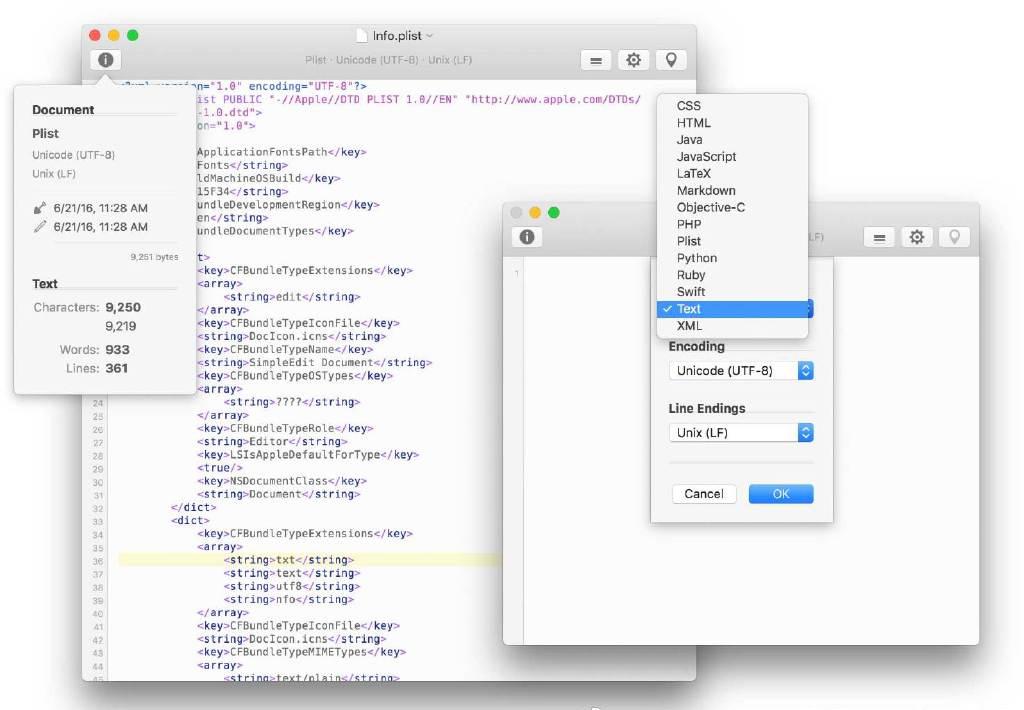 Info.plist
Plist · Unicode (UTF-8) · Unix (LF)
Document
Plist
Unicode (UTF-8)
Unix (LF)
6/21/16, 11:28 AM
6/21/16, 11:28 AM
9,251 bytes
Text
Characters: 9,250
9,219
Words: 933
Lines: 361
<?xml version="1.0" encoding="UTF-8"?>
ist PUBLIC "-//Apple//DTD PLIST 1.0//EN" "http://www.apple.com/DTDs/
-1.0.dtd">
on="1.0">
ApplicationFontsPath</key>
Fonts</string>
ldMachineOSBuild</key>
15F34</string>
undleDevelopmentRegion</key>
en</string>
undleDocumentTypes</key>
t>
<key>CFBundleTypeExtensions</key>
<array>
<string>edit</string>
</array>
<key>CFBundleTypeIconFile</key>
<string>DocIcon.icns</string>
<key>CFBundleTypeName</key>
<string>SimpleEdit Document</string>
<key>CFBundleTypeOSTypes</key>
<array>
24 <string>????</string>
25 </array>
26 <key>CFBundleTypeRole</key>
27 <string>Editor</string>
28 <key>LSIsAppleDefaultForType</key>
29 <true/>
30 <key>NSDocumentClass</key>
31 <string>Document</string>
32 </dict>
33 <dict>
34 <key>CFBundleTypeExtensions</key>
35 <array>
36 <string>txt</string>
37 <string>text</string>
38 <string>utf8</string>
39 <string>nfo</string>
40 </array>
41 <key>CFBundleTypeIconFile</key>
42 <string>DocIcon.icns</string>
43 <key>CFBundleTypeMIMETypes</key>
44 <array>
45 <string>text/plain</string>
LF)
1
CSS
HTML
Java
JavaScript
LaTeX
Markdown
Objective-C
PHP
Plist
Python
Ruby
Swift
✓ Text
XML
Encoding
Unicode (UTF-8)
Line Endings
Unix (LF)
Cancel
OK